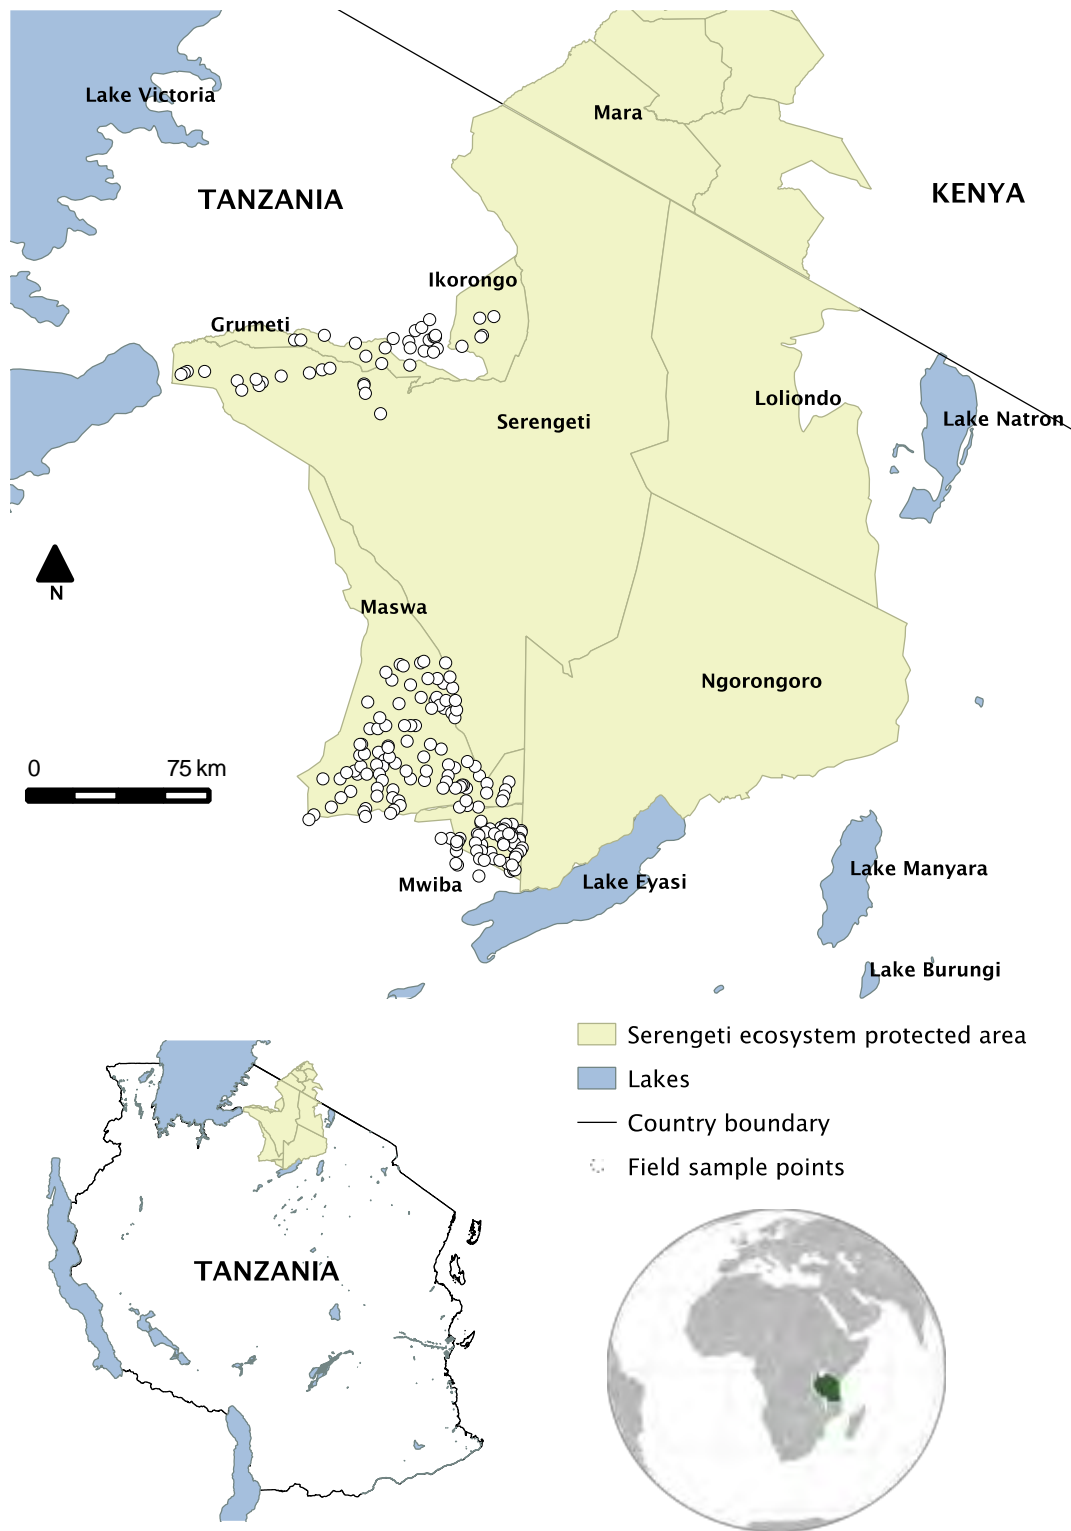 Lake Victoria
Mara
TANZANIA
KENYA
Ikorongo
Grumeti
Loliondo
Serengeti
Lake Natron
N
Maswa
Ngorongoro
0 75 km
Mwiba
Lake Eyasi
Lake Manyara
Lake Burungi
Serengeti ecosystem protected area
Lakes
Country boundary
Field sample points
TANZANIA